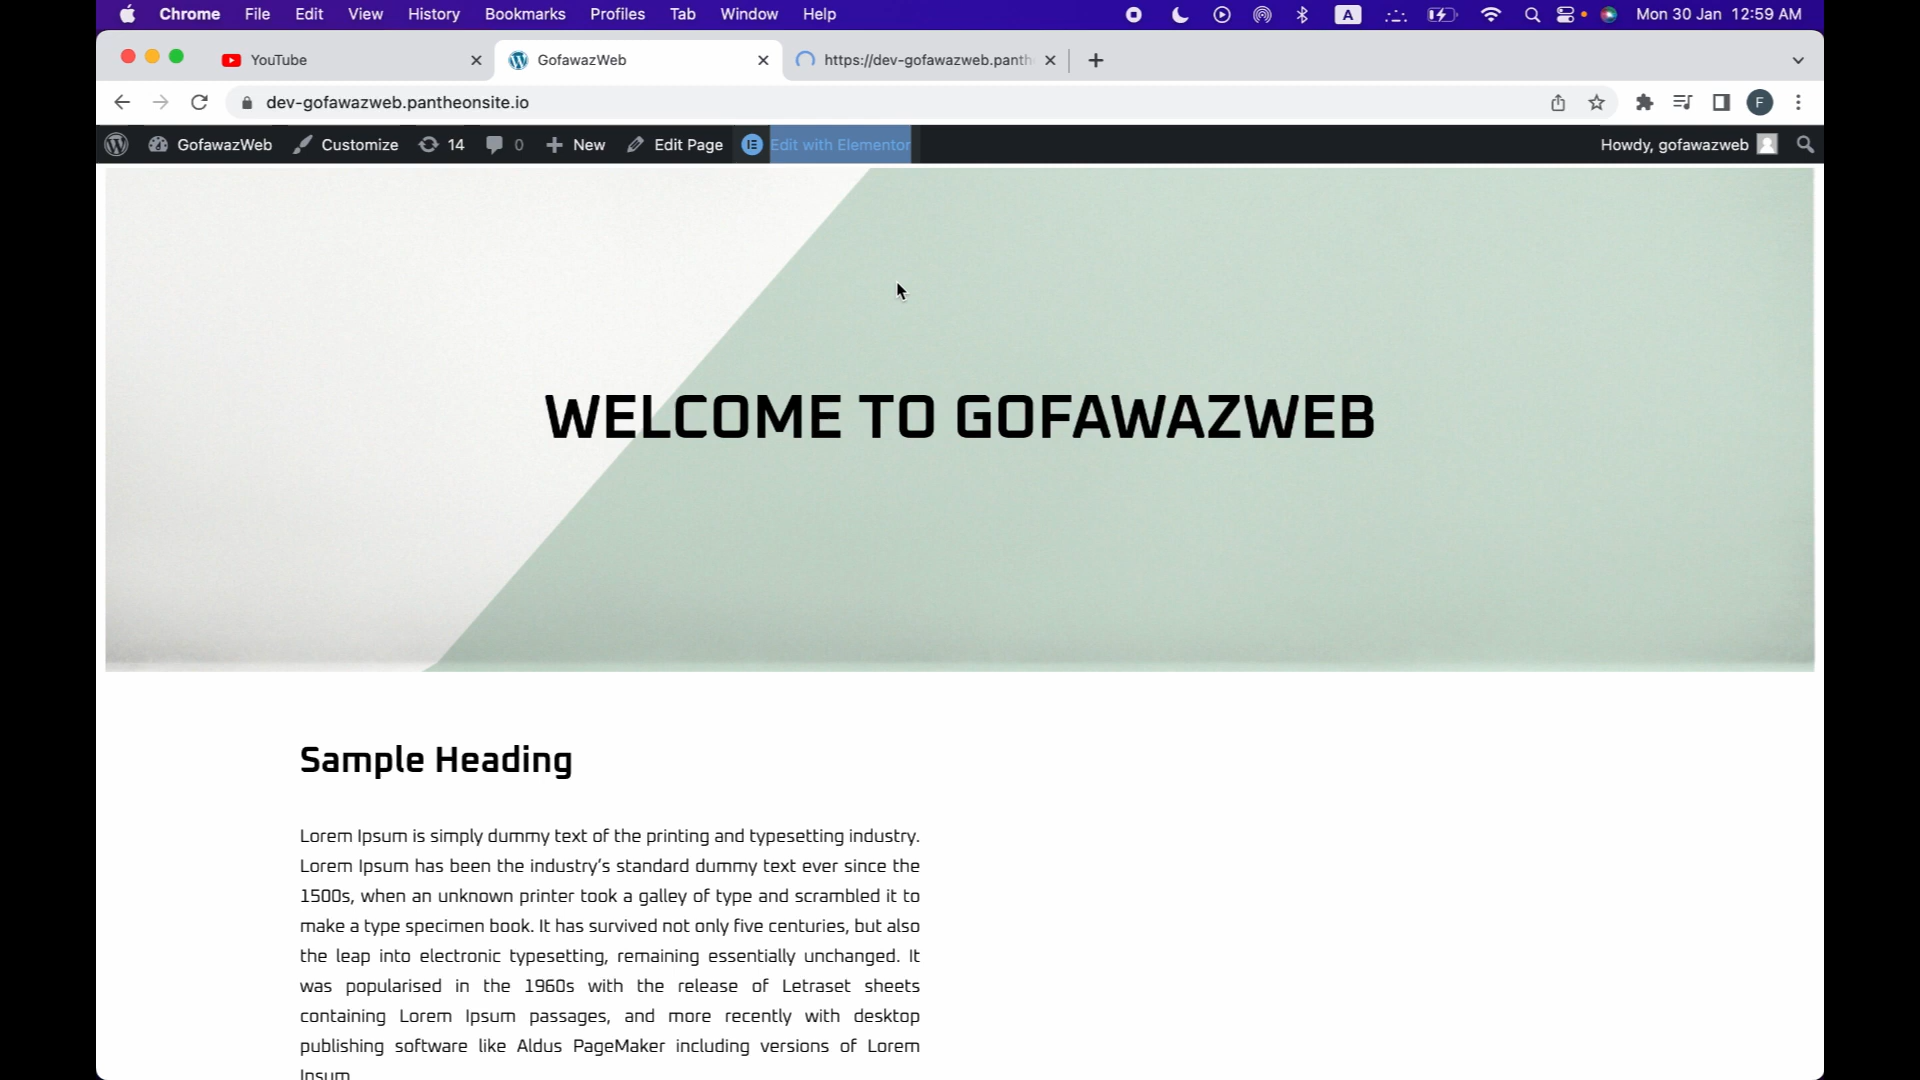 Chrome File Edit View History Bookmarks Profiles Tab Window Help A Mon 30 Jan 12:59 AM
YouTube GofawazWeb https://dev-gofawazweb.panth
dev-gofawazweb.pantheonsite.io F
GofawazWeb Customize 14 0 New Edit Page Edit with Elementor Howdy, gofawazweb
WELCOME TO GOFAWAZWEB
Sample Heading
Lorem Ipsum is simply dummy text of the printing and typesetting industry.
Lorem Ipsum has been the industry’s standard dummy text ever since the
1500s, when an unknown printer took a galley of type and scrambled it to
make a type specimen book. It has survived not only five centuries, but also
the leap into electronic typesetting, remaining essentially unchanged. It
was popularised in the 1960s with the release of Letraset sheets
containing Lorem Ipsum passages, and more recently with desktop
publishing software like Aldus PageMaker including versions of Lorem
Ipsum